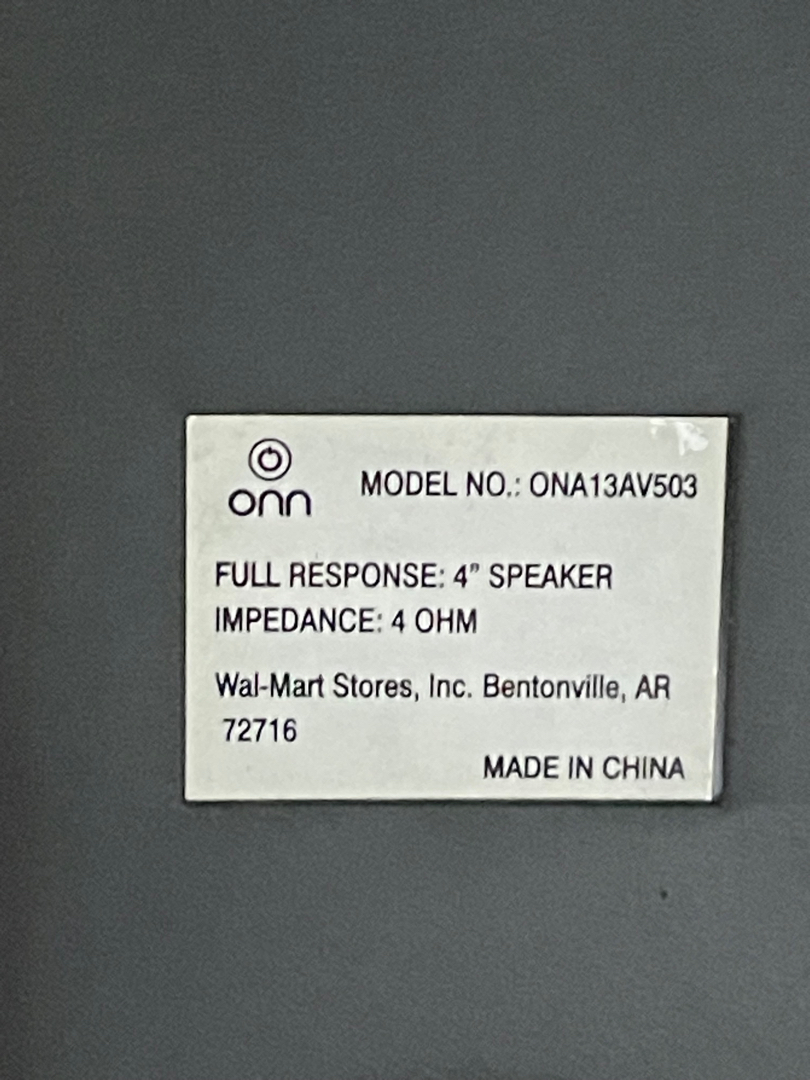 onn
MODEL NO.: ONA13AV503
FULL RESPONSE: 4” SPEAKER
IMPEDANCE: 4 OHM
Wal-Mart Stores, Inc. Bentonville, AR
72716
MADE IN CHINA